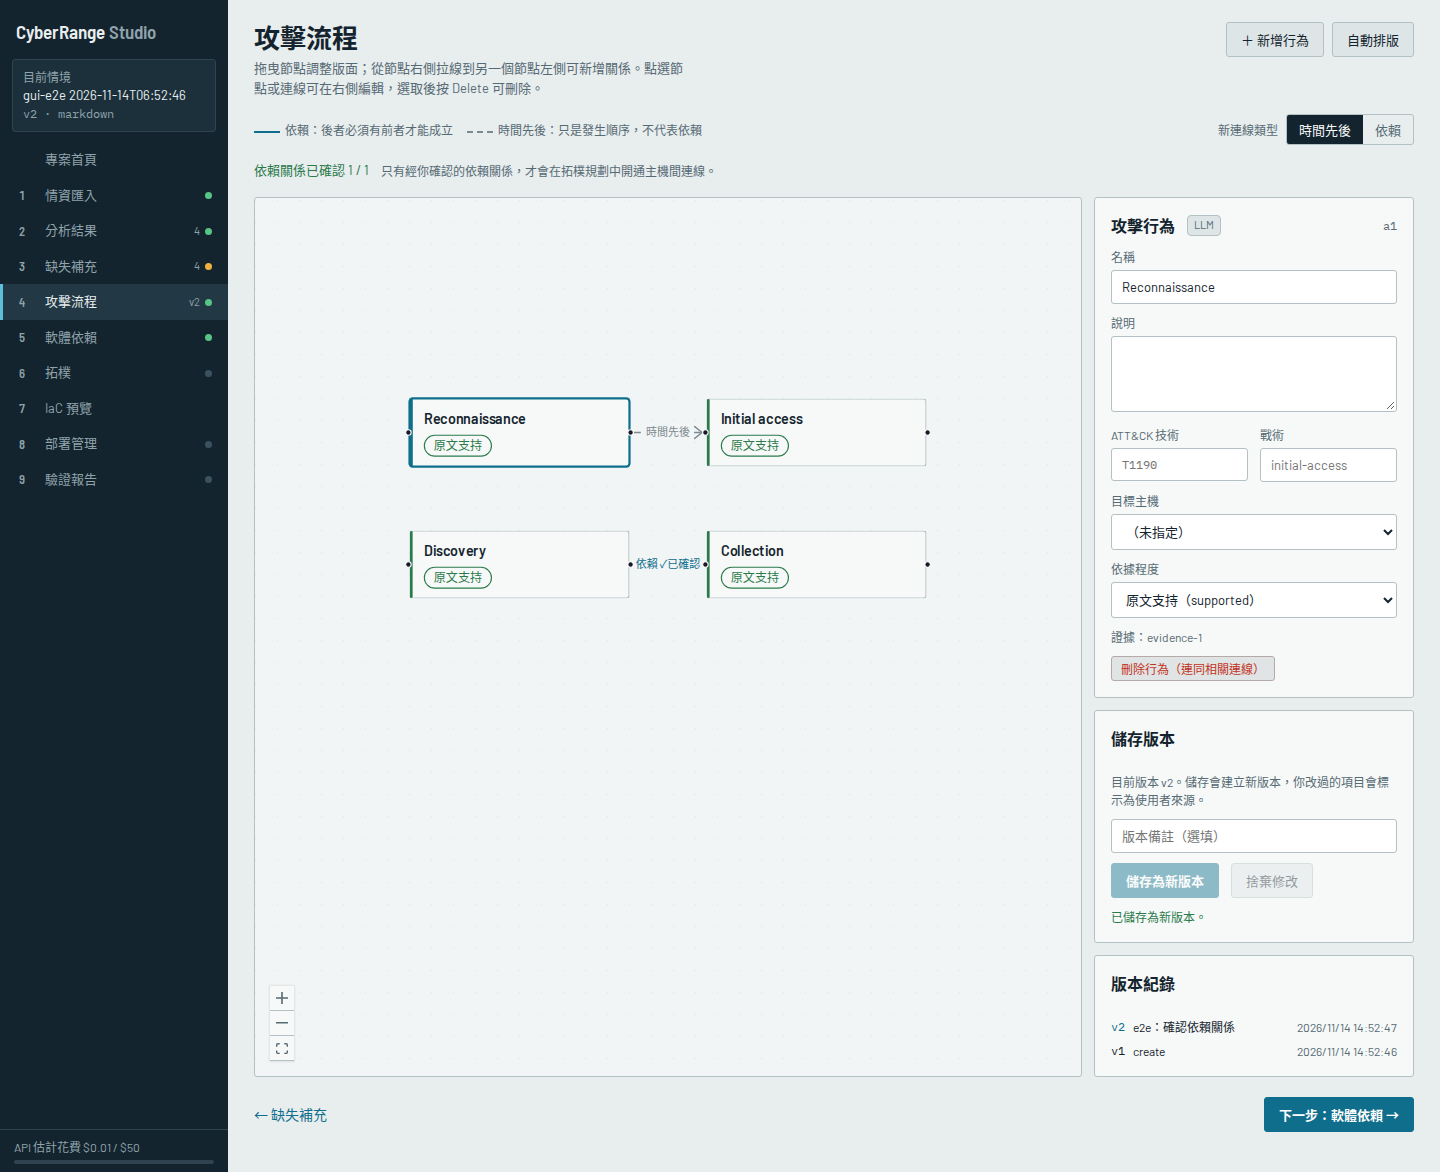 CyberRange Studio
目前情境
gui-e2e 2026-11-14T06:52:46
v2 · markdown
專案首頁
1 情資匯入
2 分析結果 4
3 缺失補充 4
4 攻擊流程 v2
5 軟體依賴
6 拓樸
7 IaC 預覽
8 部署管理
9 驗證報告
API 估計花費 $0.01 / $50
攻擊流程
拖曳節點調整版面；從節點右側拉線到另一個節點左側可新增關係。點選節
點或連線可在右側編輯，選取後按 Delete 可刪除。
＋ 新增行為
自動排版
依賴：後者必須有前者才能成立
時間先後：只是發生順序，不代表依賴
新連線類型
時間先後
依賴
依賴關係已確認 1 / 1
只有經你確認的依賴關係，才會在拓樸規劃中開通主機間連線。
Reconnaissance
原文支持
時間先後
Initial access
原文支持
Discovery
原文支持
依賴 ✓已確認
Collection
原文支持
攻擊行為
LLM
a1
名稱
Reconnaissance
說明
ATT&CK 技術
戰術
T1190
initial-access
目標主機
（未指定）
依據程度
原文支持（supported）
證據：evidence-1
刪除行為（連同相關連線）
儲存版本
目前版本 v2。儲存會建立新版本，你改過的項目會標
示為使用者來源。
版本備註（選填）
儲存為新版本
捨棄修改
已儲存為新版本。
版本紀錄
v2 e2e：確認依賴關係 2026/11/14 14:52:47
v1 create 2026/11/14 14:52:46
← 缺失補充
下一步：軟體依賴 →